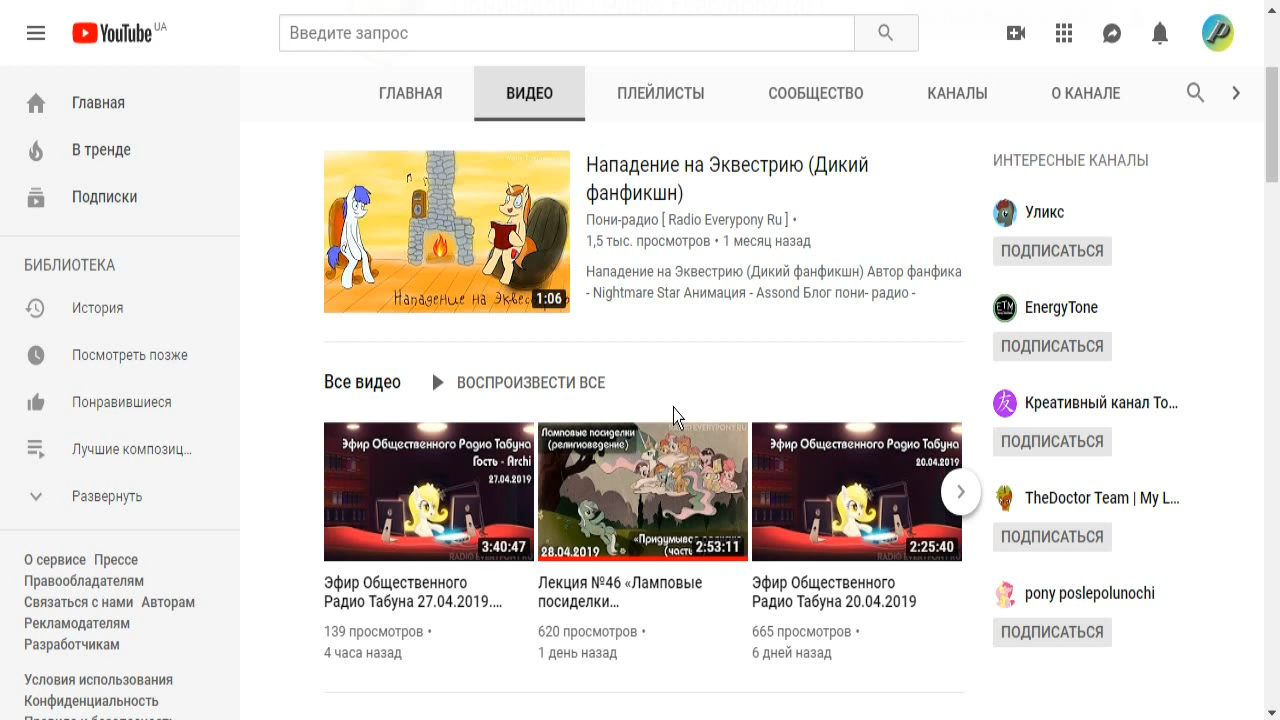 YouTube UA
Введите запрос
Главная
В тренде
Подписки
БИБЛИОТЕКА
История
Посмотреть позже
Понравившиеся
Лучшие композиц...
Развернуть
О сервисе Прессе
Правообладателям
Связаться с нами Авторам
Рекламодателям
Разработчикам
Условия использования
Конфиденциальность
ГЛАВНАЯ ВИДЕО ПЛЕЙЛИСТЫ СООБЩЕСТВО КАНАЛЫ О КАНАЛЕ
Нападение на
1:06
Нападение на Эквестрию (Дикий
фанфикшн)
Пони-радио [ Radio Everypony Ru ] •
1,5 тыс. просмотров • 1 месяц назад
Нападение на Эквестрию (Дикий фанфикшн) Автор фанфика
- Nightmare Star Анимация - Assond Блог пони- радио -
Все видео ВОСПРОИЗВЕСТИ ВСЕ
Эфир Общественного Радио Табуна
Гость - Archi
27.04.2019
3:40:47
RADIO EVERYPONY.RU
Эфир Общественного
Радио Табуна 27.04.2019....
139 просмотров •
4 часа назад
Ламповые посиделки
(религиоведение)
28.04.2019
(часть
2:53:11
Лекция №46 «Ламповые
посиделки...
620 просмотров •
1 день назад
Эфир Общественного Радио Табуна
20.04.2019
2:25:40
RADIO EVERYPONY.RU
Эфир Общественного
Радио Табуна 20.04.2019
665 просмотров •
6 дней назад
ИНТЕРЕСНЫЕ КАНАЛЫ
Уликс
ПОДПИСАТЬСЯ
ETM
EnergyTone
ПОДПИСАТЬСЯ
友
Креативный канал То...
ПОДПИСАТЬСЯ
TheDoctor Team | My L...
ПОДПИСАТЬСЯ
pony poslepolunochi
ПОДПИСАТЬСЯ